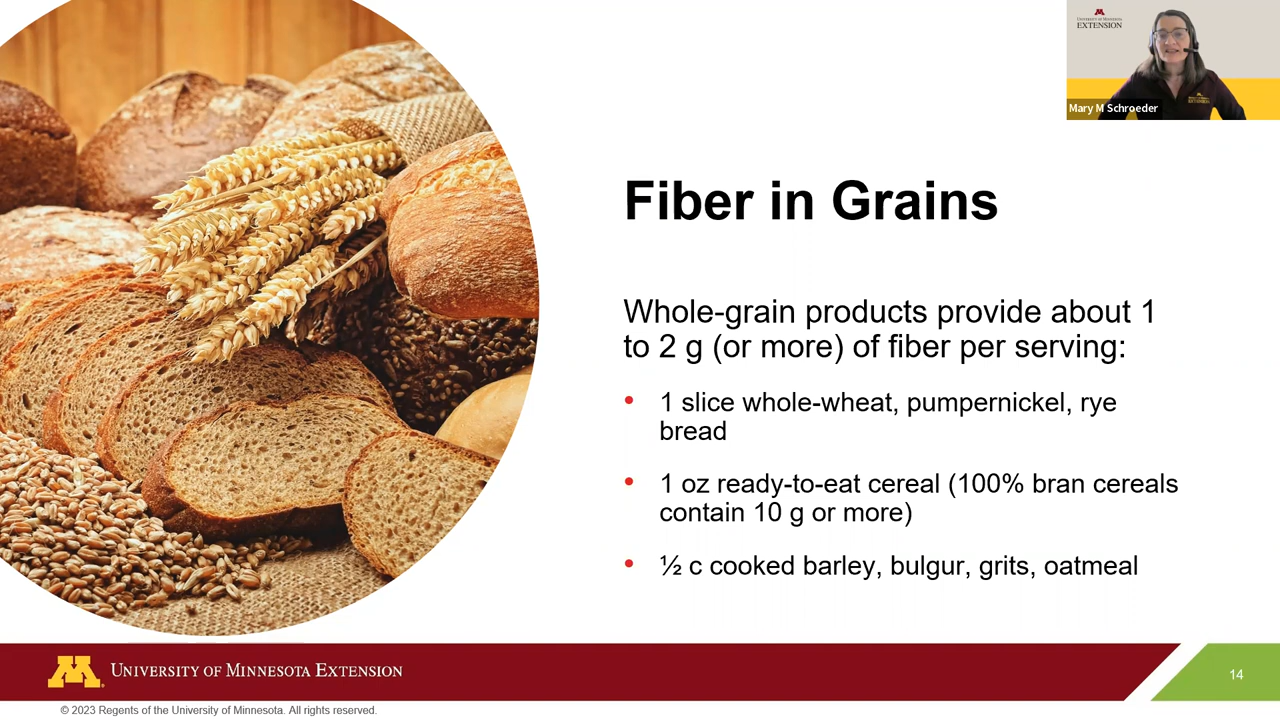 UNIVERSITY OF MINNESOTA
EXTENSION
Mary M Schroeder
Fiber in Grains
Whole-grain products provide about 1
to 2 g (or more) of fiber per serving:
• 1 slice whole-wheat, pumpernickel, rye
bread
• 1 oz ready-to-eat cereal (100% bran cereals
contain 10 g or more)
• ½ c cooked barley, bulgur, grits, oatmeal
UNIVERSITY OF MINNESOTA EXTENSION
14
© 2023 Regents of the University of Minnesota. All rights reserved.